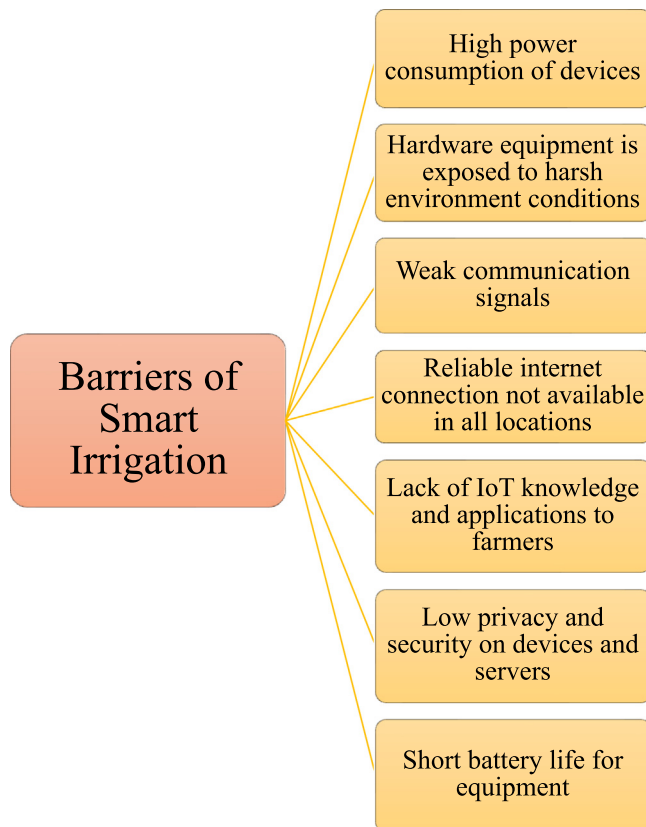 Barriers of
Smart
Irrigation
High power
consumption of devices
Hardware equipment is
exposed to harsh
environment conditions
Weak communication
signals
Reliable internet
connection not available
in all locations
Lack of IoT knowledge
and applications to
farmers
Low privacy and
security on devices and
servers
Short battery life for
equipment